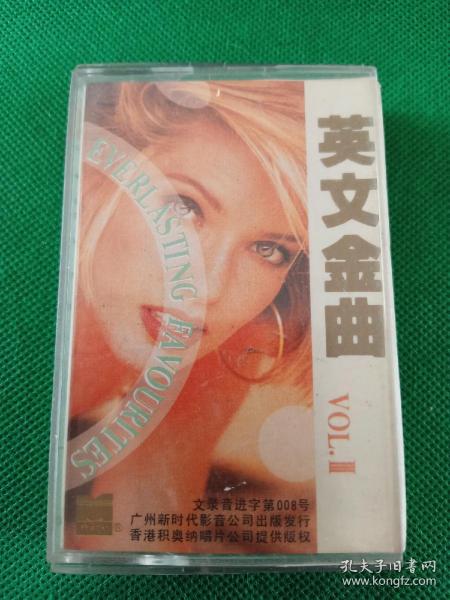 英文金曲
VOL.Ⅲ
EVERLASTING FAVOURITES
文录音进字第008号
广州新时代影音公司出版发行
香港积奥纳唱片公司提供版权
®
孔夫子旧书网
www.kongfz.com